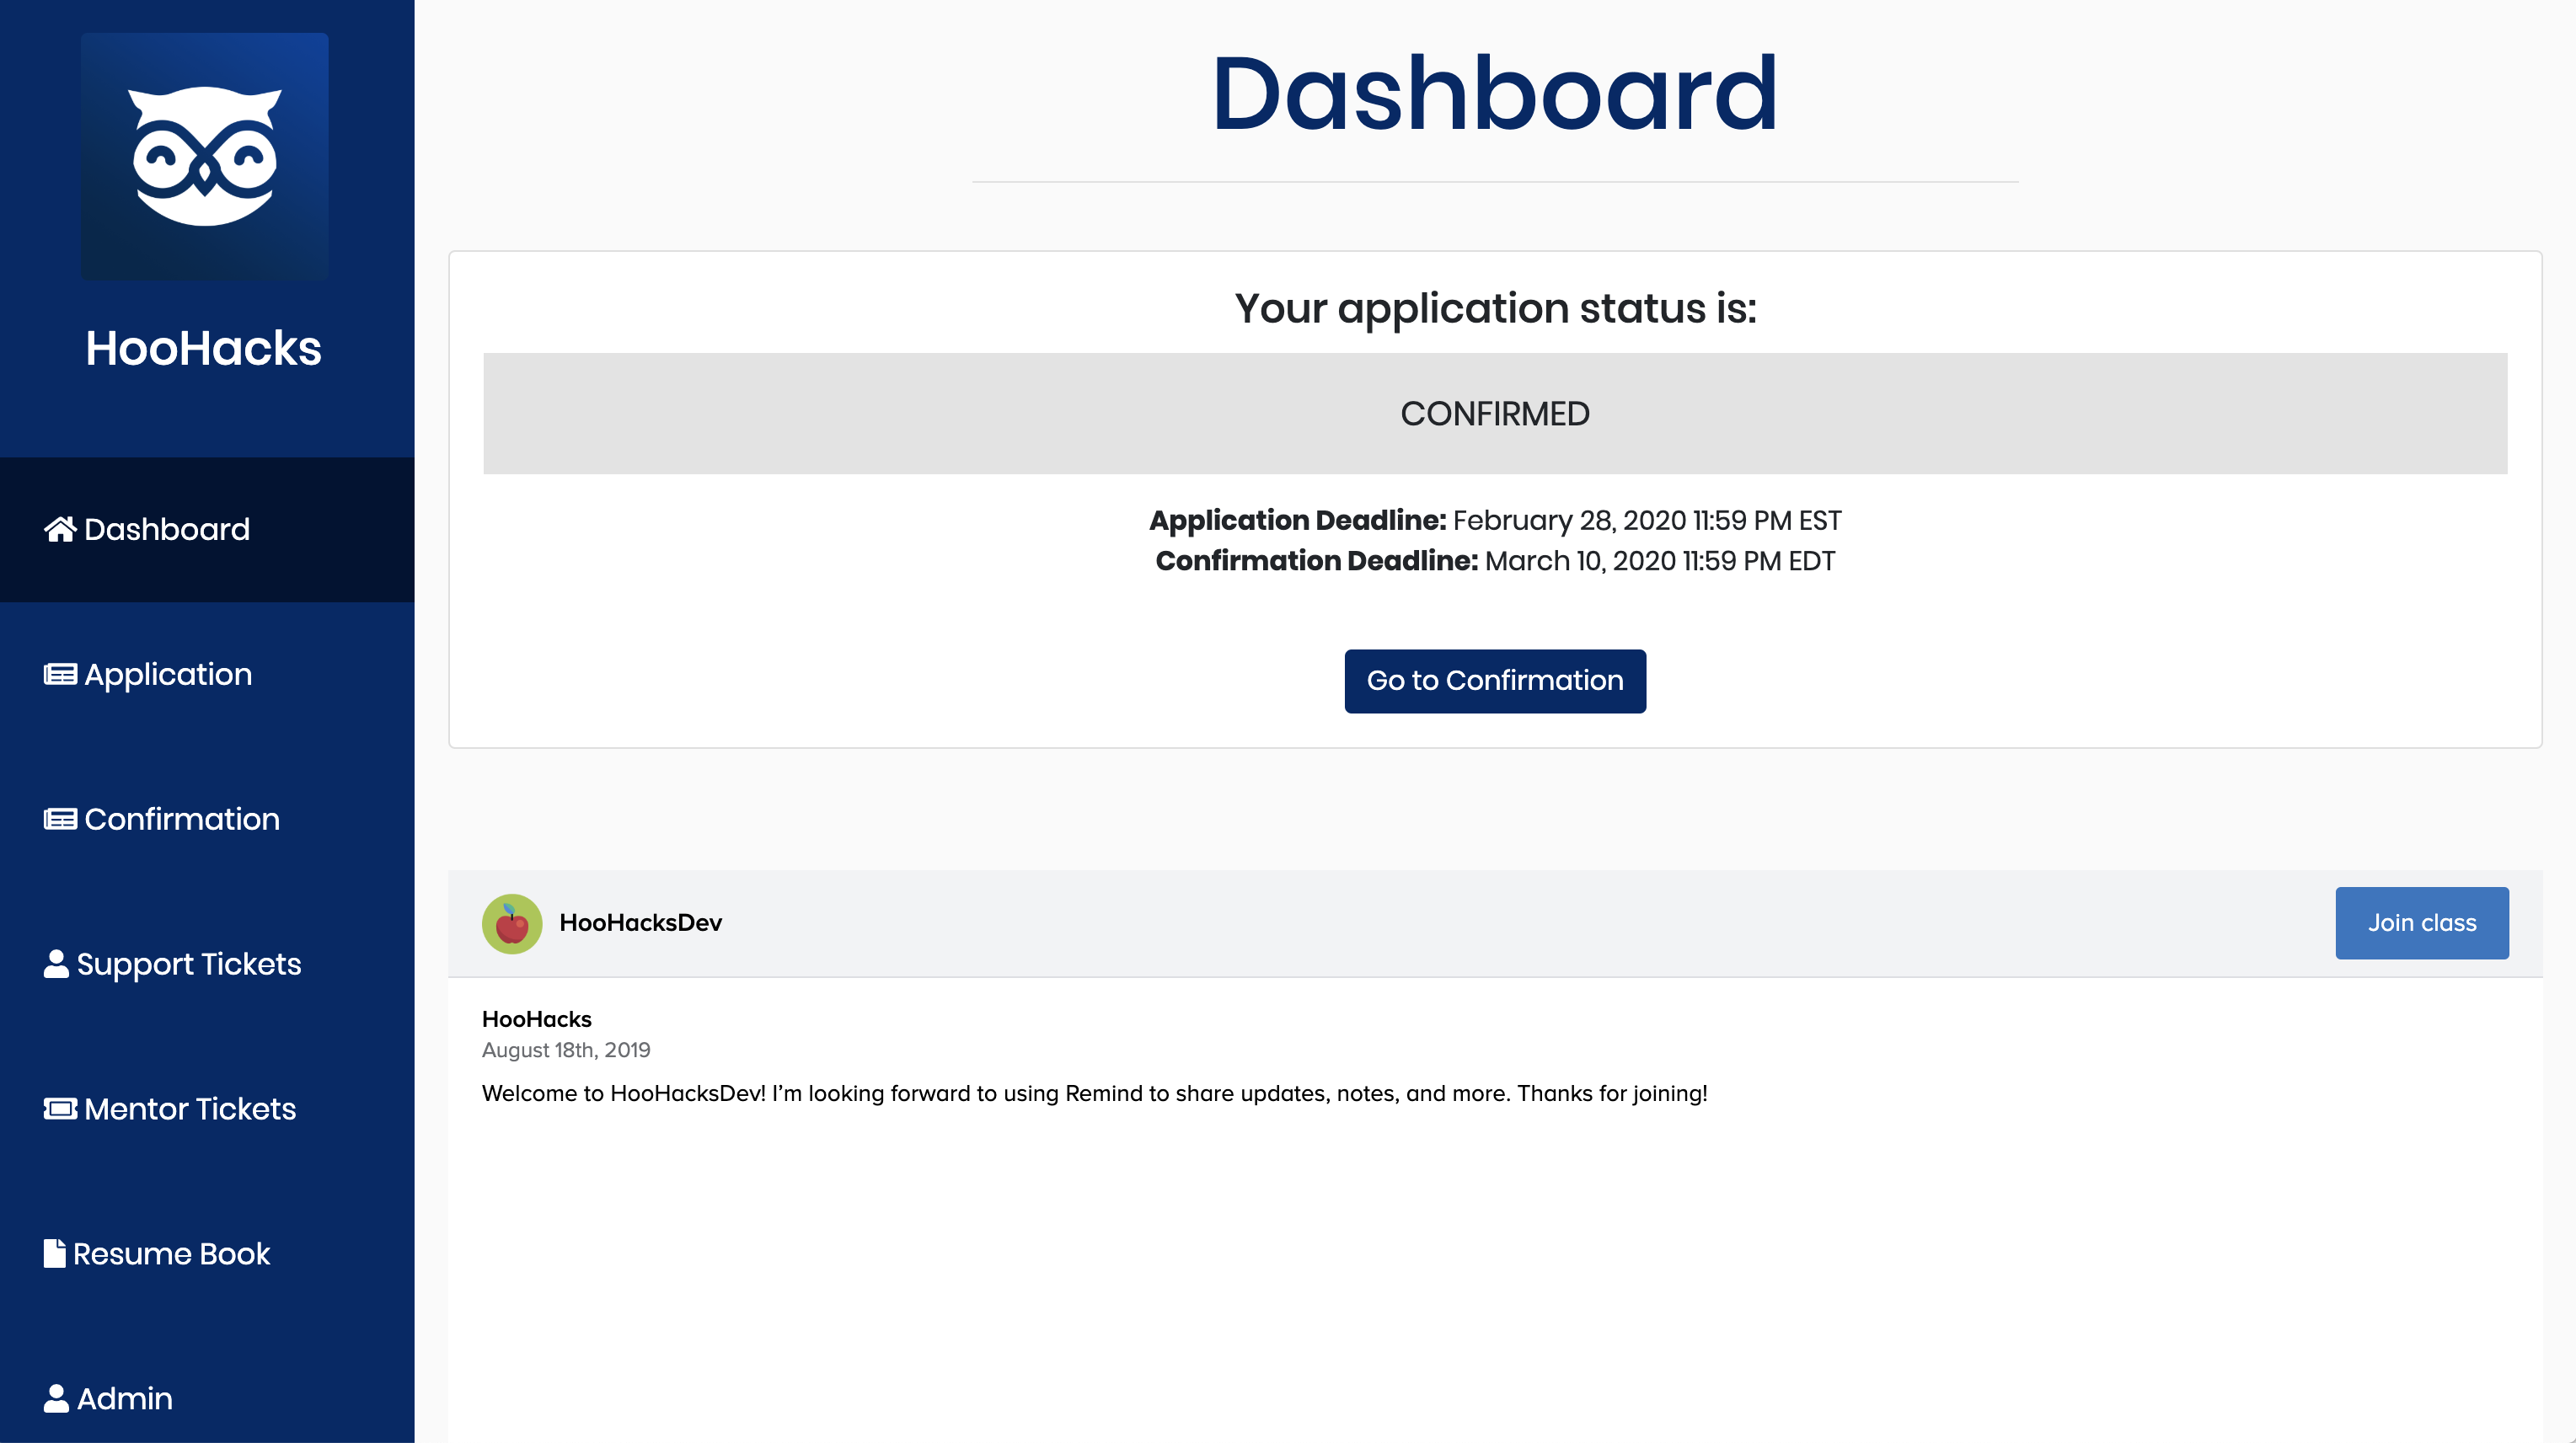 HooHacks
Dashboard
Application
Confirmation
Support Tickets
Mentor Tickets
Resume Book
Admin
Dashboard
Your application status is:
CONFIRMED
Application Deadline: February 28, 2020 11:59 PM EST
Confirmation Deadline: March 10, 2020 11:59 PM EDT
Go to Confirmation
HooHacksDev
Join class
HooHacks
August 18th, 2019
Welcome to HooHacksDev! I’m looking forward to using Remind to share updates, notes, and more. Thanks for joining!